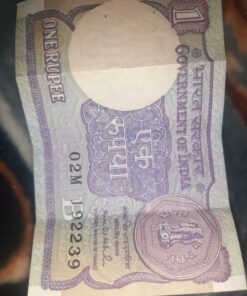 भारत सरकार
GOVERNMENT OF INDIA
1
ONE RUPEE
एक
रुपया
02M 192239
B